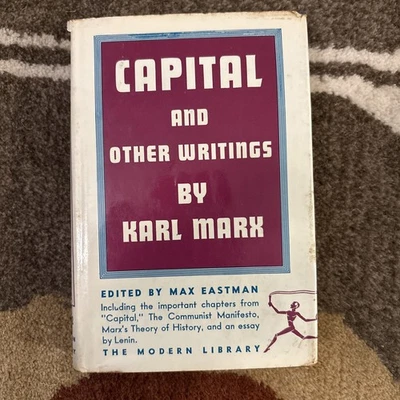 CAPITAL
AND
OTHER WRITINGS
BY
KARL MARX
EDITED BY MAX EASTMAN
Including the important chapters from
"Capital," The Communist Manifesto,
Marx's Theory of History, and an essay
by Lenin.
THE MODERN LIBRARY